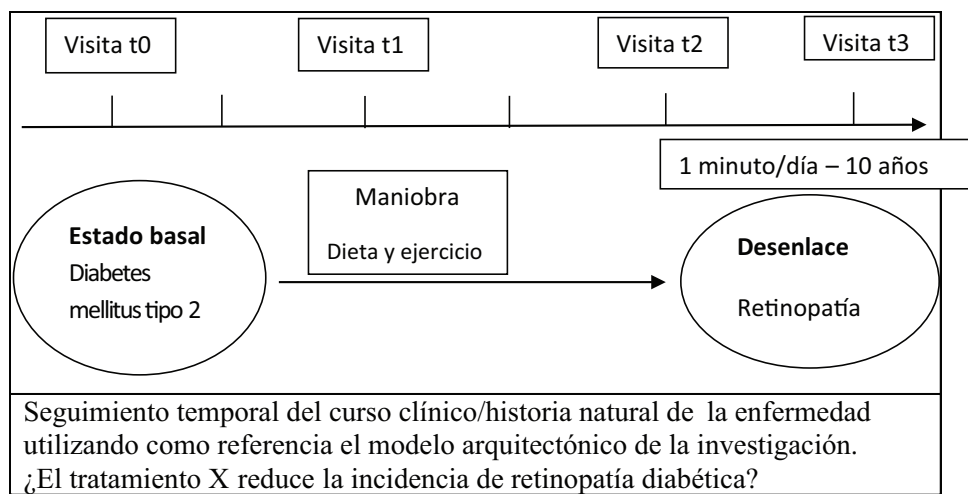 Visita t0
Visita t1
Visita t2
Visita t3
1 minuto/día – 10 años
Maniobra
Dieta y ejercicio
Estado basal
Diabetes
mellitus tipo 2
Desenlace
Retinopatía
Seguimiento temporal del curso clínico/historia natural de la enfermedad
utilizando como referencia el modelo arquitectónico de la investigación.
¿El tratamiento X reduce la incidencia de retinopatía diabética?